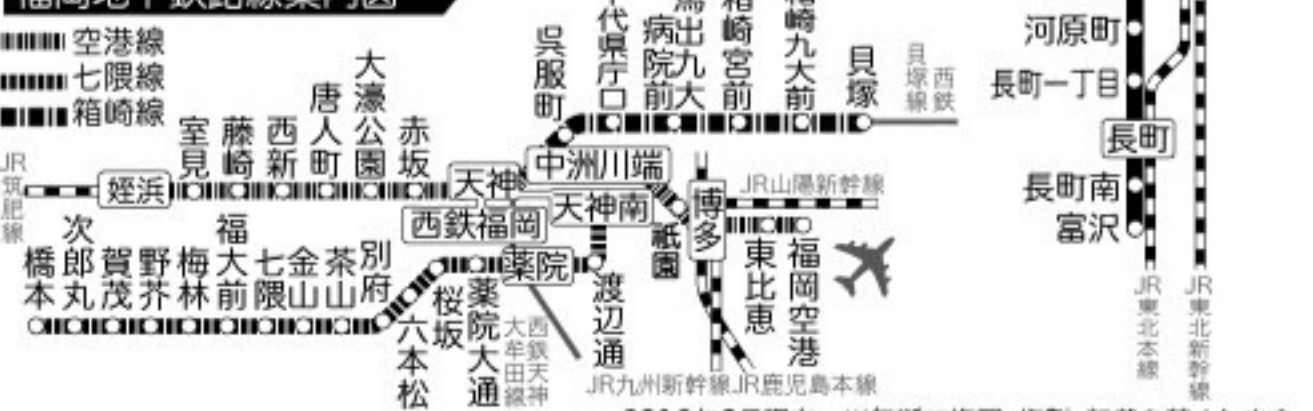 福岡地下鉄路線案内図
空港線
七隈線
箱崎線
JR筑肥線
姪浜
室見
藤崎
西新
唐人町
大濠公園
赤坂
天神
西鉄福岡
中洲川端
天神南
呉服町
代県庁口
病院前
馬出九大
箱崎宮前
崎九大前
貝塚
西鉄
貝塚線
祇園
博多
JR山陽新幹線
東比恵
福岡空港
橋本
次郎丸
賀茂
野芥
梅林
福大前
七隈
金山
茶山
別府
六本松
桜坂
薬院大通
薬院
渡辺通
西鉄天神
大牟田線
JR九州新幹線
JR鹿児島本線
河原町
長町一丁目
長町
長町南
富沢
JR東北本線
JR東北新幹線